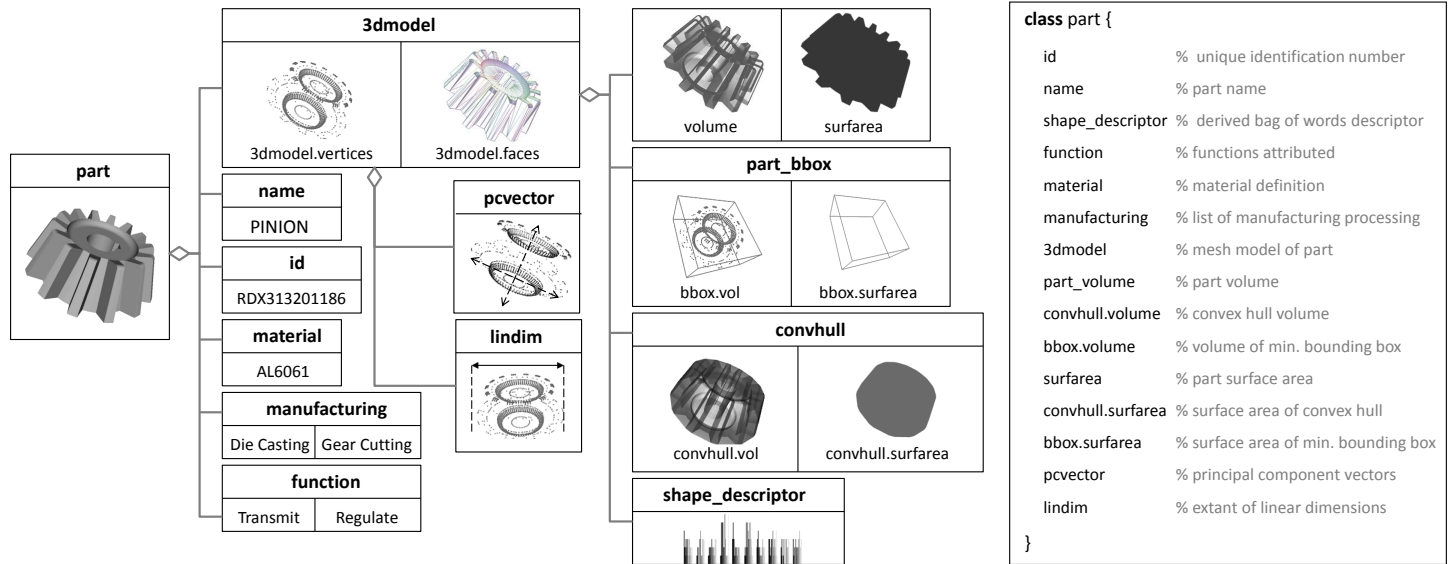 part
3dmodel
3dmodel.vertices
3dmodel.faces
name
PINION
id
RDX313201186
material
AL6061
manufacturing
Die Casting
Gear Cutting
function
Transmit
Regulate
pcvector
lindim
volume
surfarea
part_bbox
bbox.vol
bbox.surfarea
convhull
convhull.vol
convhull.surfarea
shape_descriptor
class part {
id % unique identification number
name % part name
shape_descriptor % derived bag of words descriptor
function % functions attributed
material % material definition
manufacturing % list of manufacturing processing
3dmodel % mesh model of part
part_volume % part volume
convhull.volume % convex hull volume
bbox.volume % volume of min. bounding box
surfarea % part surface area
convhull.surfarea % surface area of convex hull
bbox.surfarea % surface area of min. bounding box
pcvector % principal component vectors
lindim % extent of linear dimensions
}